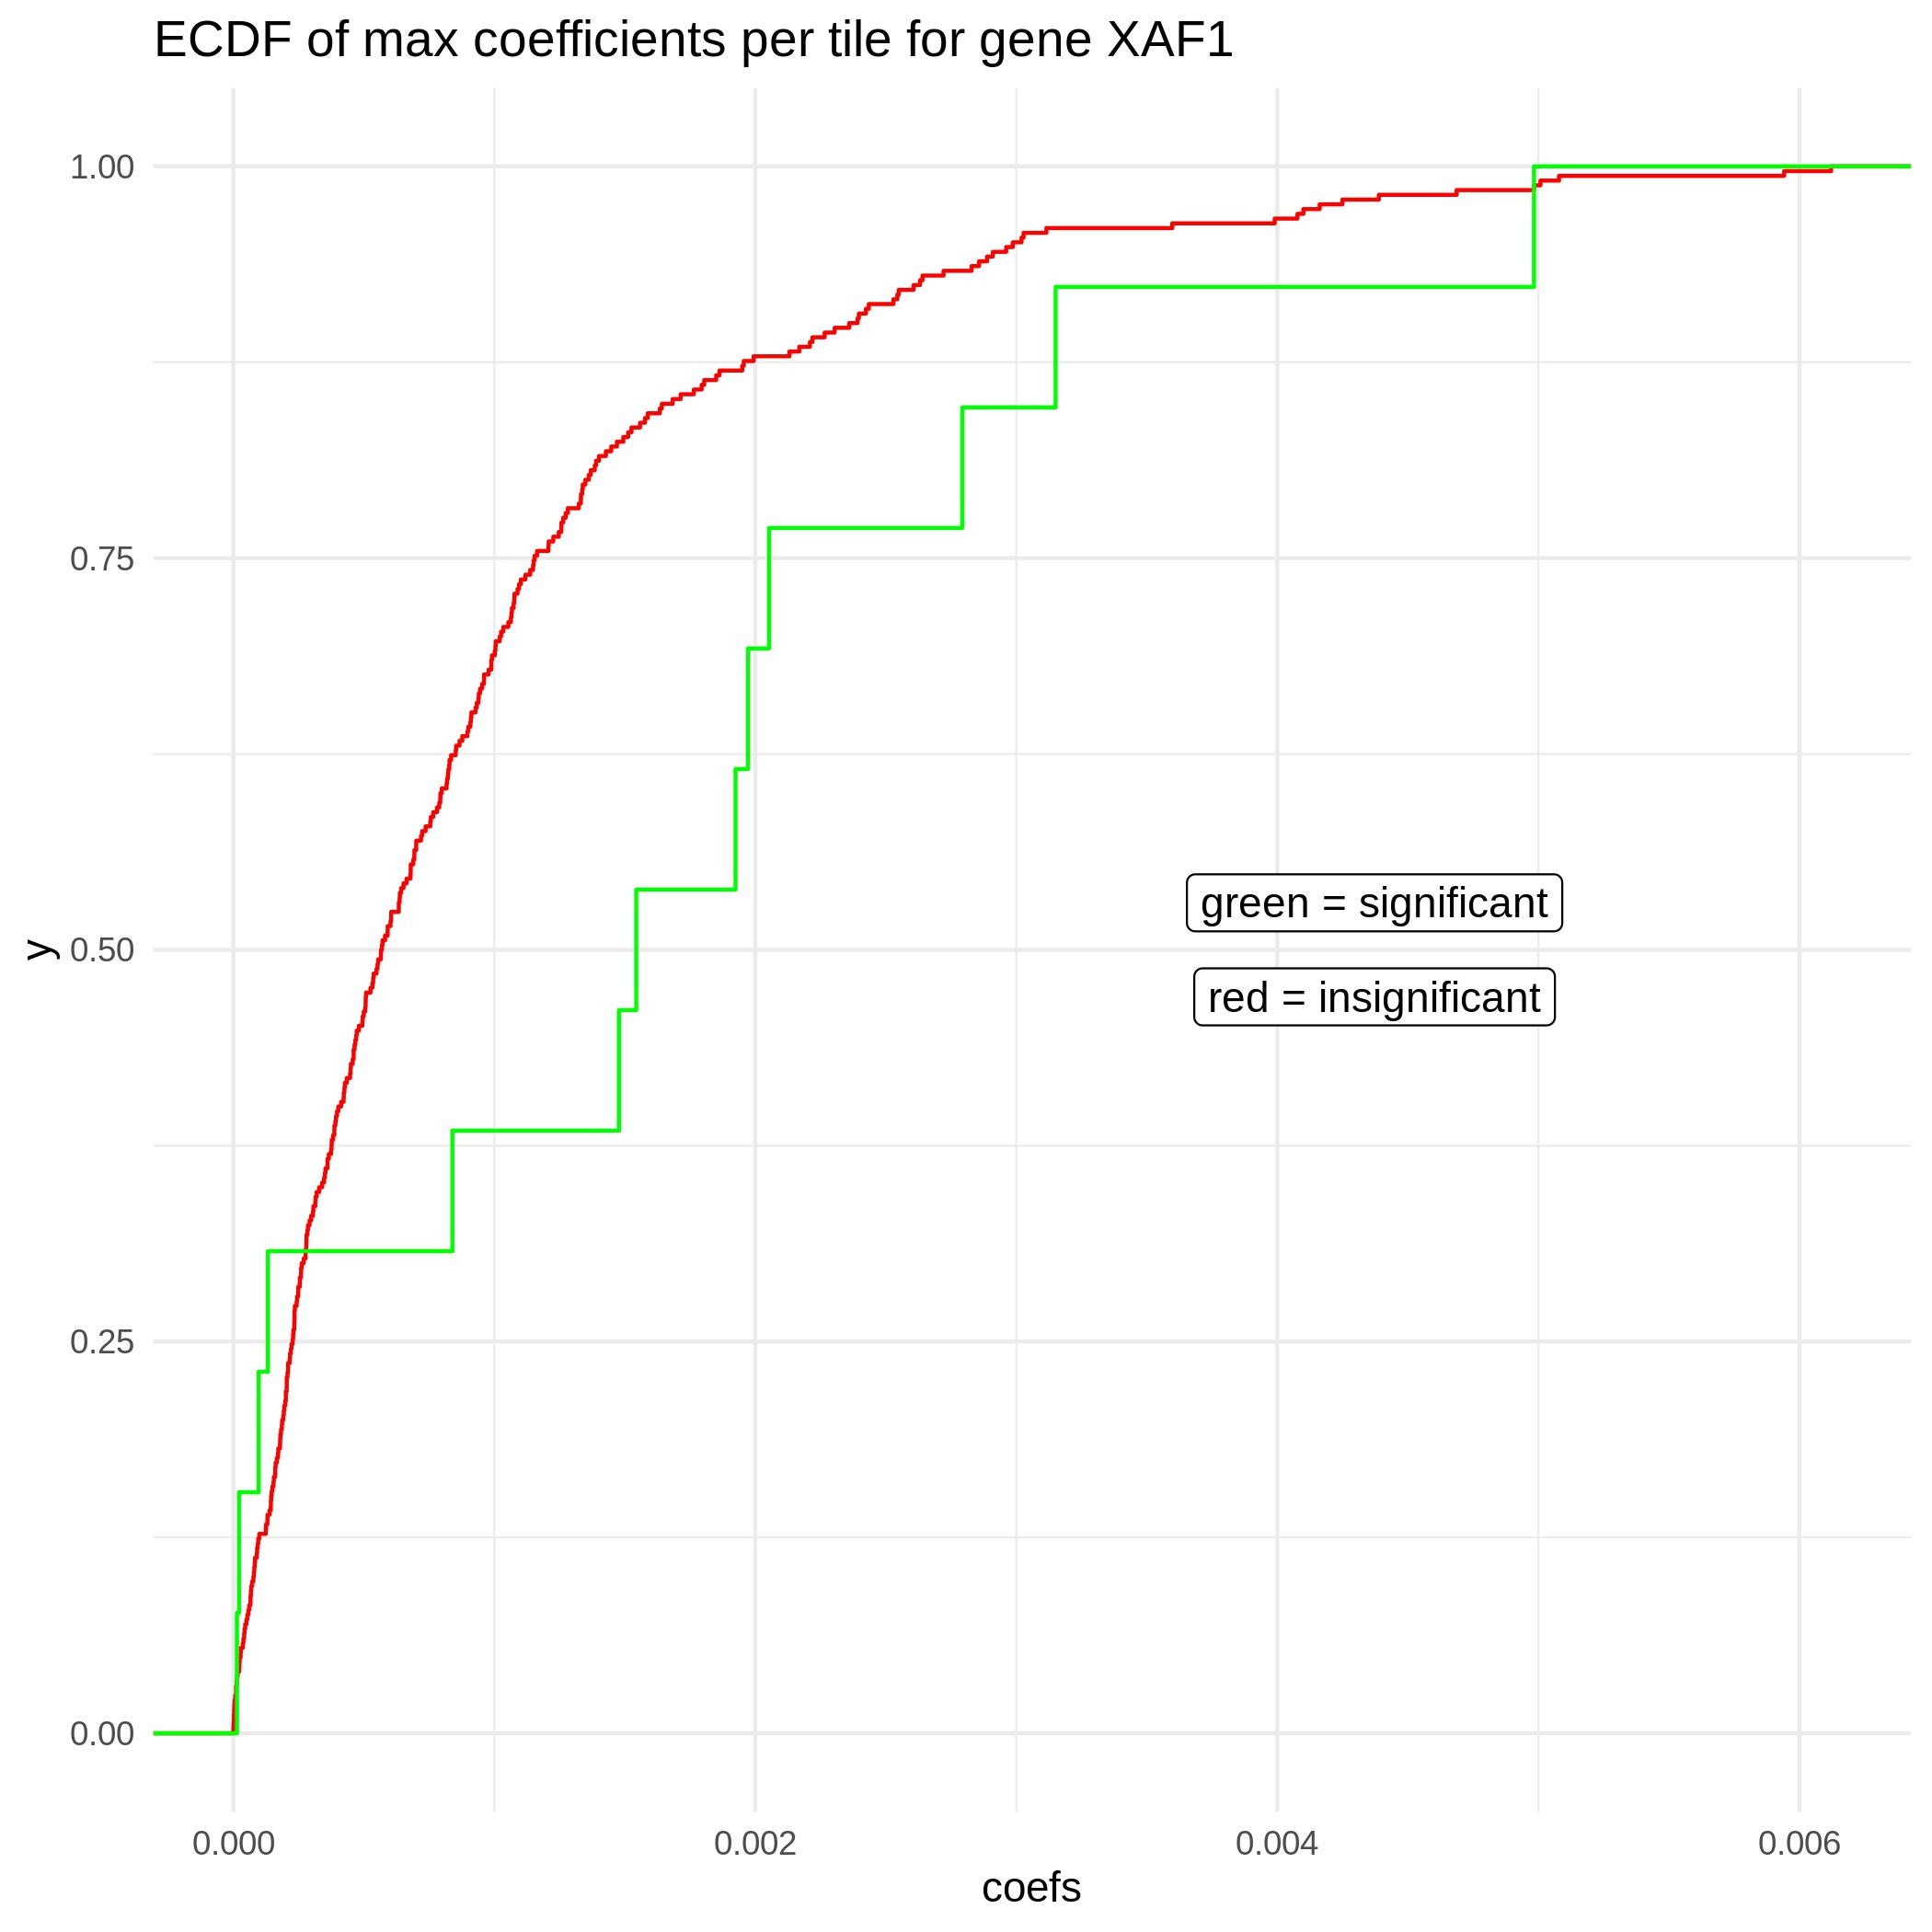 ECDF of max coefficients per tile for gene XAF1
1.00
0.75
y
0.50
0.25
0.00
green = significant
red = insignificant
0.000 0.002 0.004 0.006
coefs